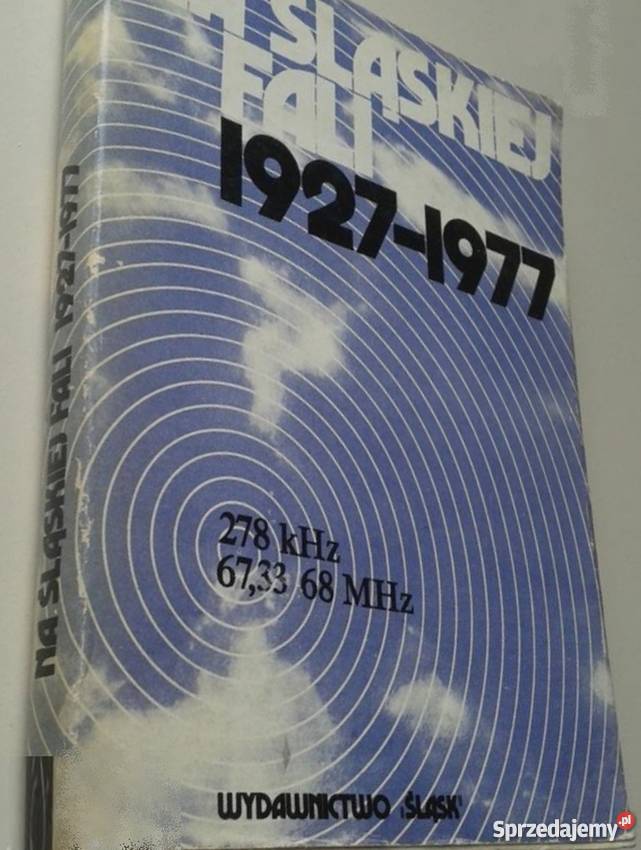 NA ŚLĄSKIEJ
FALI
1927-1977
NA ŚLĄSKIEJ FALI 1927-1977
278 kHz
67,33 68 MHz
WYDAWNICTWO „ŚLĄSK”
Sprzedajemy.pl